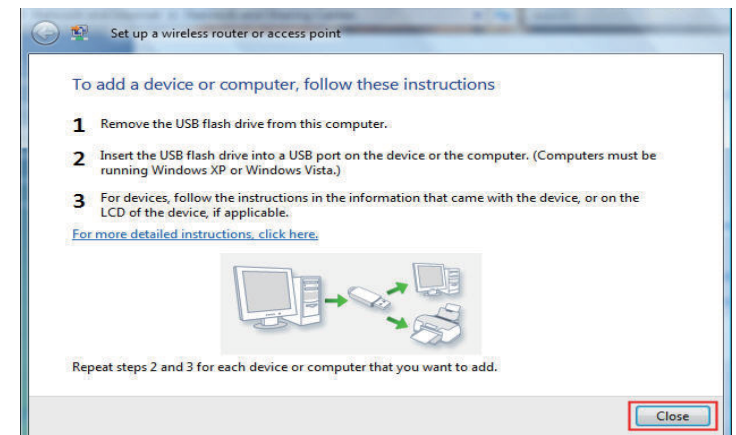 Set up a wireless router or access point
To add a device or computer, follow these instructions
1 Remove the USB flash drive from this computer.
2 Insert the USB flash drive into a USB port on the device or the computer. (Computers must be
running Windows XP or Windows Vista.)
3 For devices, follow the instructions in the information that came with the device, or on the
LCD of the device, if applicable.
For more detailed instructions, click here.
Repeat steps 2 and 3 for each device or computer that you want to add.
Close